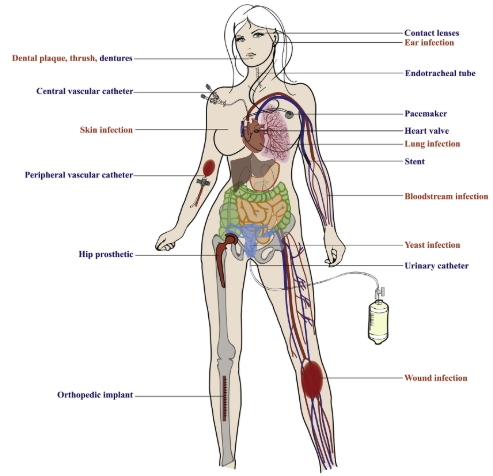 Contact lenses
Ear infection
Dental plaque, thrush, dentures
Endotracheal tube
Central vascular catheter
Pacemaker
Skin infection
Heart valve
Lung infection
Stent
Peripheral vascular catheter
Bloodstream infection
Yeast infection
Hip prosthetic
Urinary catheter
Wound infection
Orthopedic implant